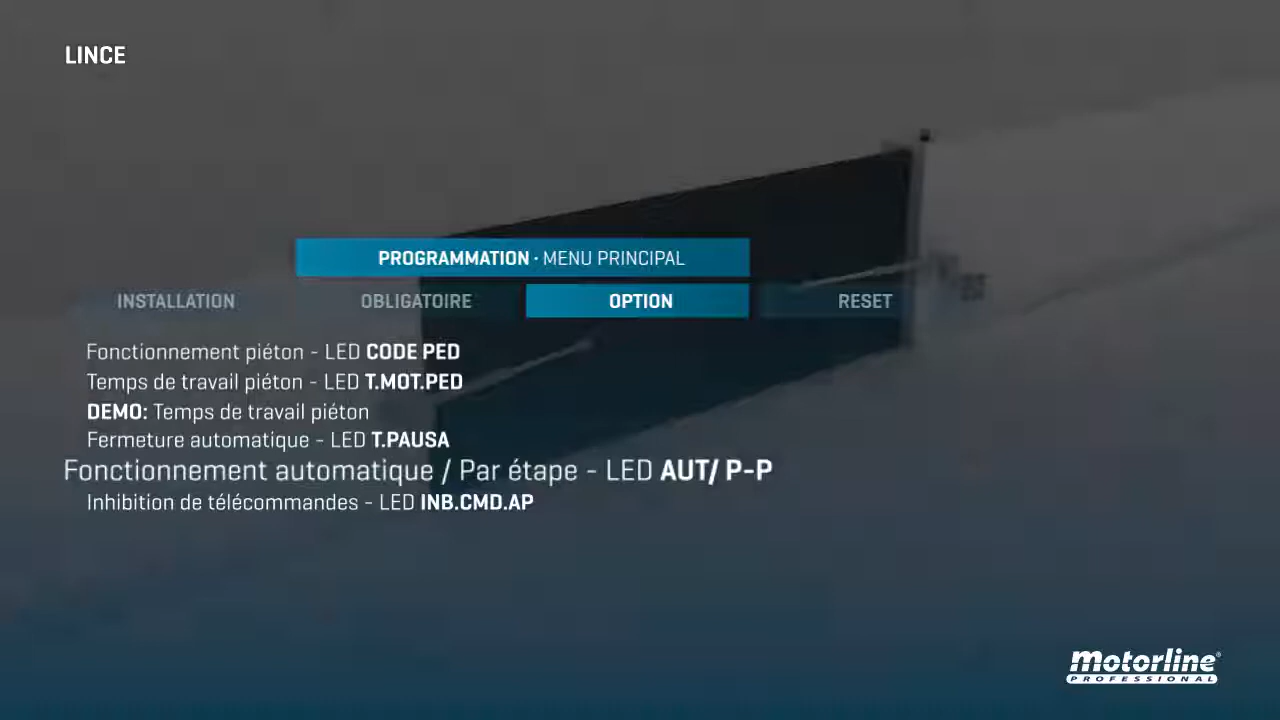 LINCE
PROGRAMMATION · MENU PRINCIPAL
INSTALLATION OBLIGATOIRE OPTION RESET
Fonctionnement piéton - LED CODE PED
Temps de travail piéton - LED T.MOT.PED
DEMO: Temps de travail piéton
Fermeture automatique - LED T.PAUSA
Fonctionnement automatique / Par étape - LED AUT/ P-P
Inhibition de télécommandes - LED INB.CMD.AP
motorline®
PROFESSIONAL